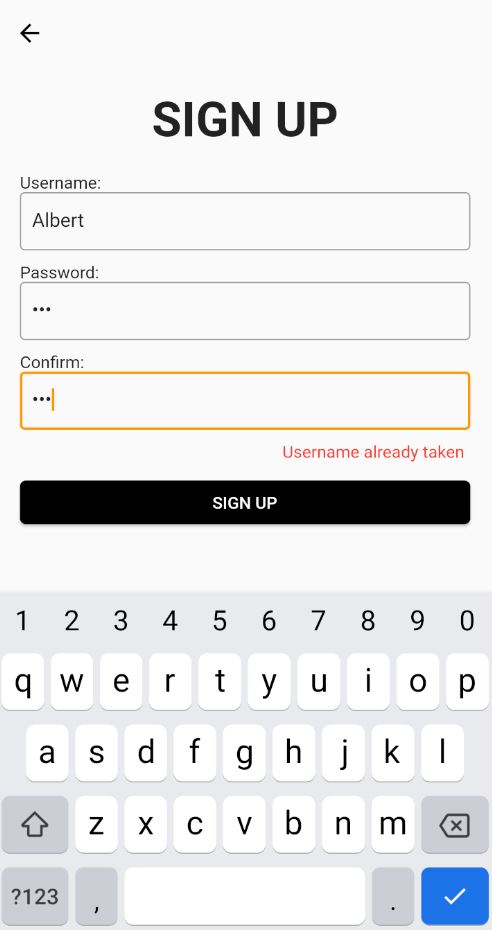 SIGN UP
Username:
Albert
Password:
•••
Confirm:
•••
Username already taken
SIGN UP
1 2 3 4 5 6 7 8 9 0
q w e r t y u i o p
a s d f g h j k l
z x c v b n m
?123 , .